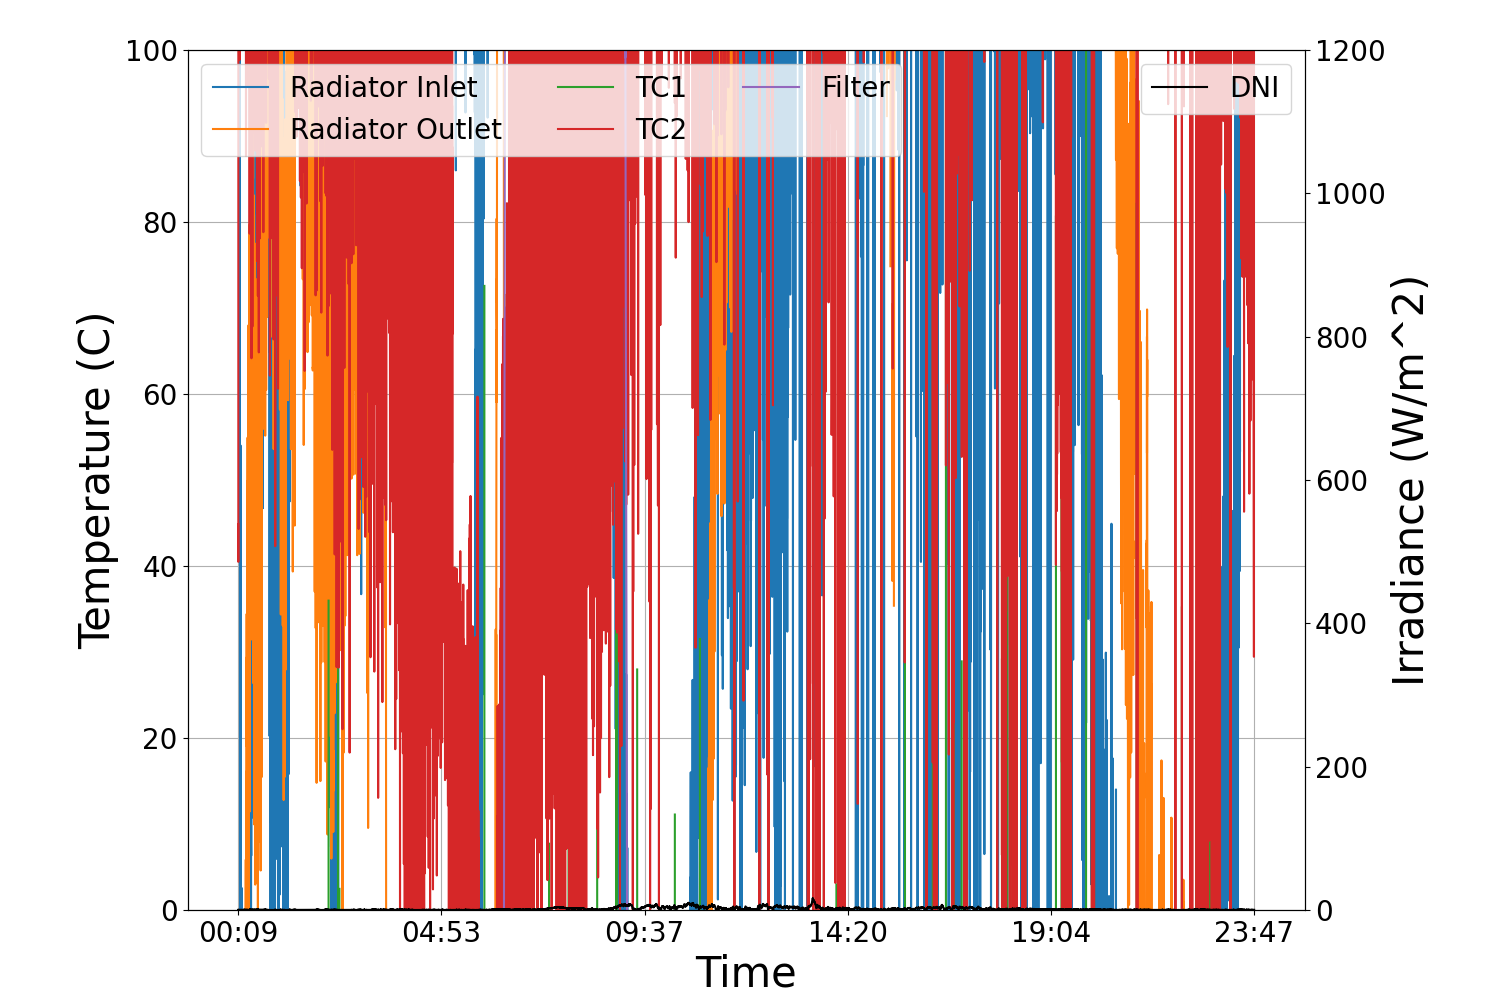 100
80
60
40
20
0
Temperature (C)
Radiator Inlet
Radiator Outlet
TC1
TC2
Filter
DNI
1200
1000
800
600
400
200
0
Irradiance (W/m^2)
00:09
04:53
09:37
14:20
19:04
23:47
Time